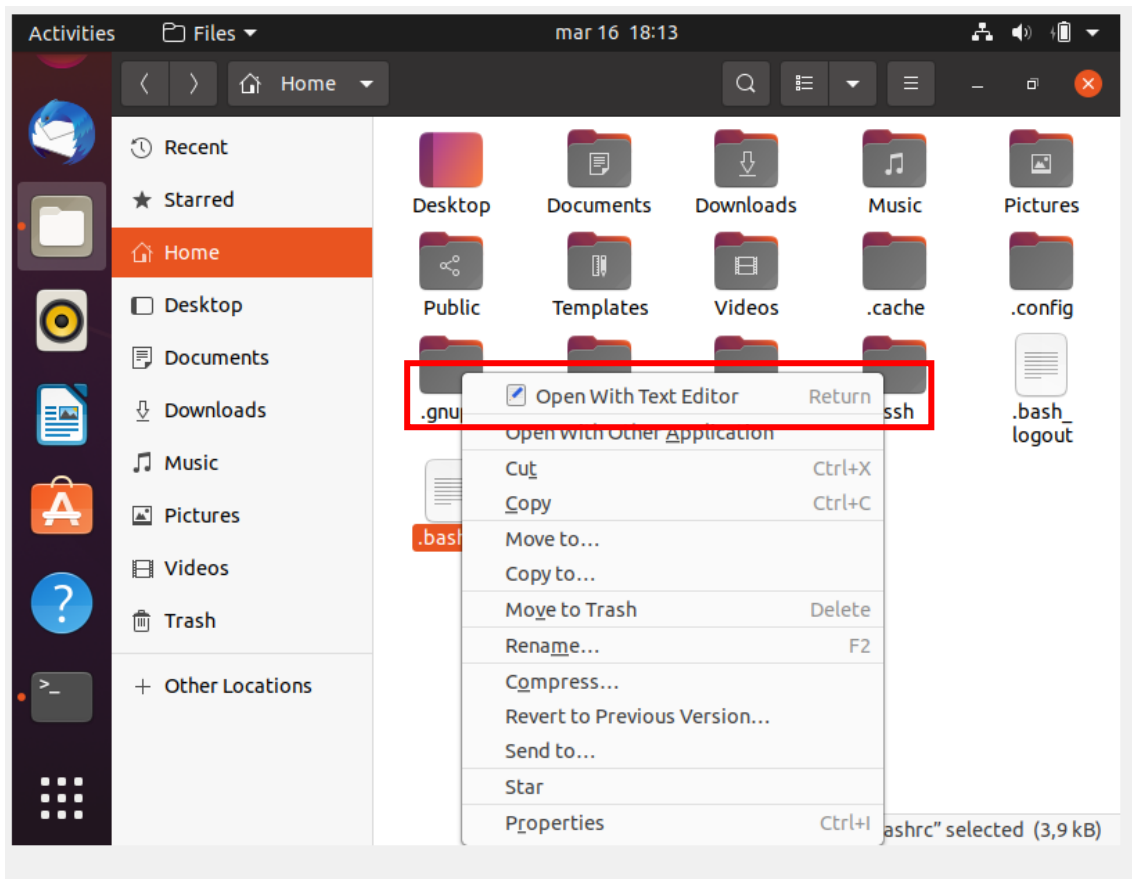 Activities Files mar 16 18:13
Home
Recent
Starred
Home
Desktop
Documents
Downloads
Music
Pictures
Videos
Trash
+ Other Locations
Desktop Documents Downloads Music Pictures
Public Templates Videos .cache .config
.gnu ssh .bash_
logout
.bas
Open With Text Editor Return
Open With Other Application
Cut Ctrl+X
Copy Ctrl+C
Move to...
Copy to...
Move to Trash Delete
Rename... F2
Compress...
Revert to Previous Version...
Send to...
Star
Properties Ctrl+I
ashrc” selected (3,9 kB)